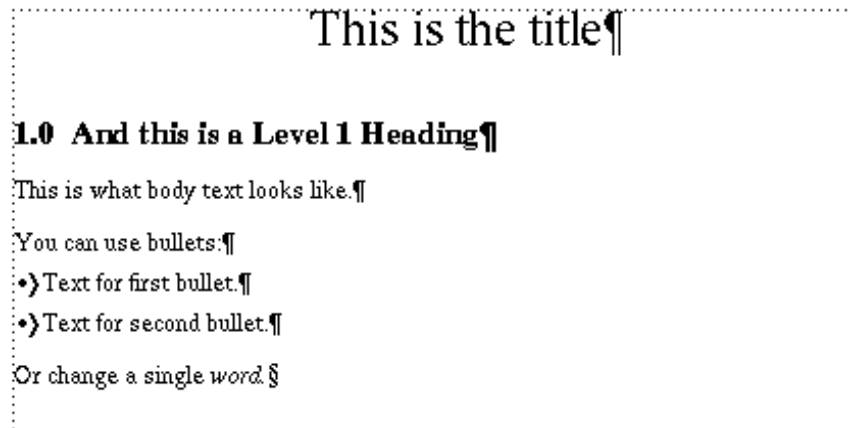 This is the title¶
1.0 And this is a Level 1 Heading¶
This is what body text looks like.¶
You can use bullets:¶
•⟩Text for first bullet.¶
•⟩Text for second bullet.¶
Or change a single word.§